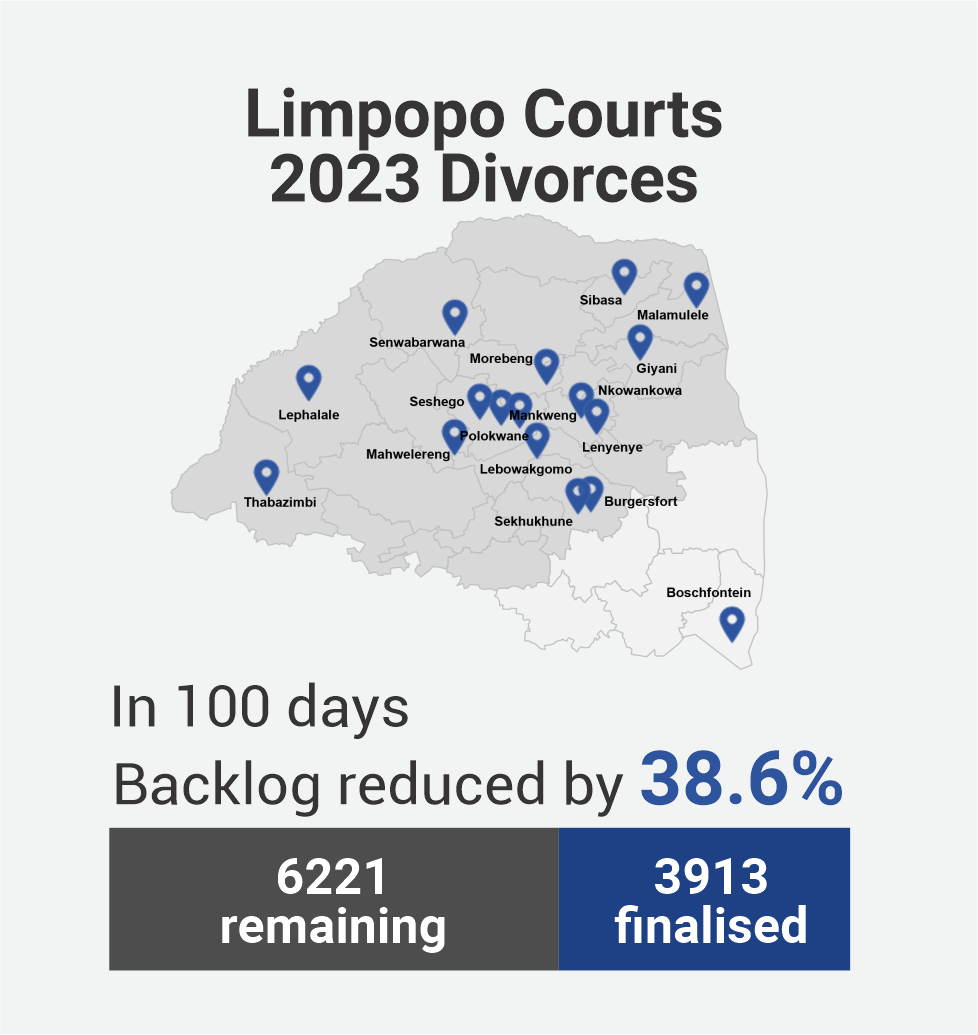 Limpopo Courts
2023 Divorces
Sibasa
Malamulele
Senwabarwana
Morebeng
Giyani
Nkowankowa
Seshego
Lephalale
Mankweng
Polokwane
Lenyenye
Mahwelereng
Lebowakgomo
Thabazimbi
Burgersfort
Sekhukhune
Boschfontein
In 100 days
Backlog reduced by 38.6%
6221
remaining
3913
finalised